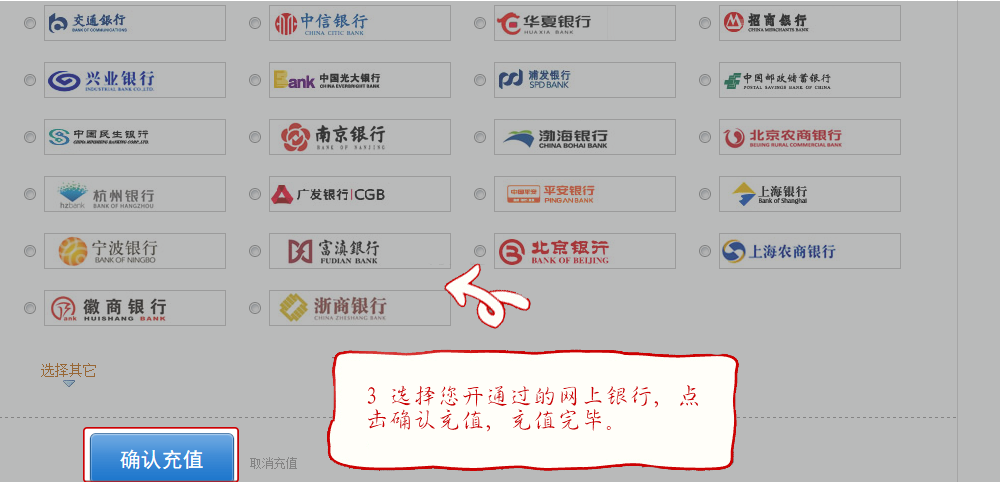 交通银行 中信银行 华夏银行 招商银行
BANK OF COMMUNICATIONS CHINA CITIC BANK HUAXIA BANK CHINA MERCHANTS BANK
兴业银行 Bank 中国光大银行 浦发银行 中国邮政储蓄银行
INDUSTRIAL BANK CO.,LTD. CHINA EVERBRIGHT BANK SPD BANK POSTAL SAVINGS BANK OF CHINA
中国民生银行 南京银行 渤海银行 北京农商银行
CHINA MINSHENG BANKING CORP.,LTD. BANK OF NANJING CHINA BOHAI BANK BEIJING RURAL COMMERCIAL BANK
杭州银行 广发银行|CGB 中国平安 平安银行 上海银行
hzbank BANK OF HANGZHOU PING AN BANK Bank of Shanghai
宁波银行 富滇银行 北京银行 上海农商银行
BANK OF NINGBO FUDIAN BANK BANK OF BEIJING
徽商银行 浙商银行
Bank HUISHANG BANK CHINA ZHESHANG BANK
选择其它
3 选择您开通过的网上银行，点
击确认充值，充值完毕。
确认充值 取消充值